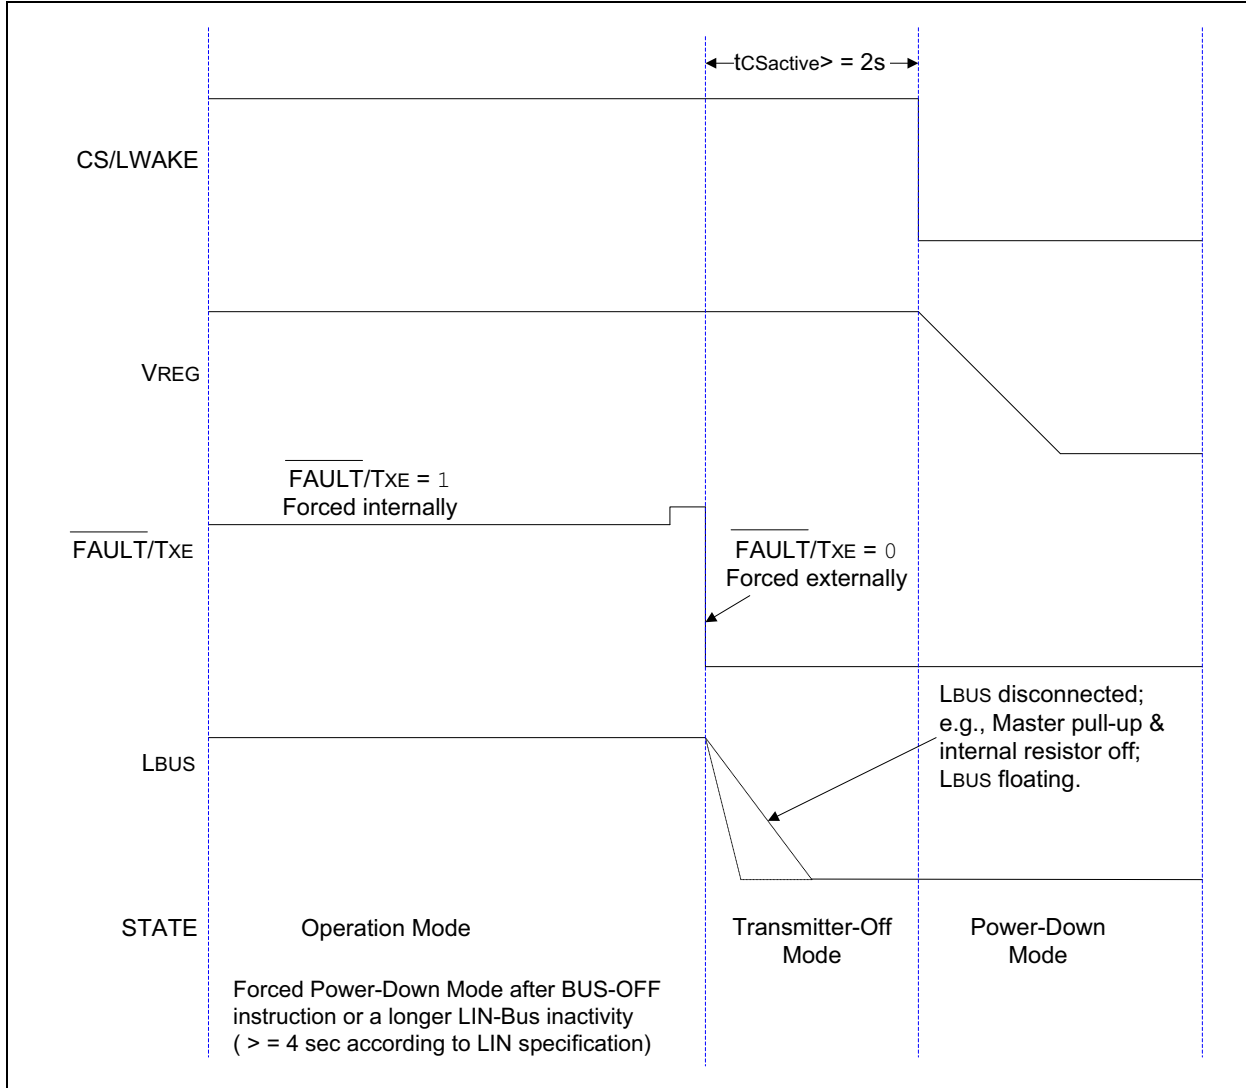 tCSactive> = 2s
CS/LWAKE
VREG
FAULT/TXE = 1
Forced internally
FAULT/TXE
FAULT/TXE = 0
Forced externally
LBUS disconnected;
e.g., Master pull-up &
internal resistor off;
LBUS floating.
LBUS
STATE
Operation Mode
Transmitter-Off
Mode
Power-Down
Mode
Forced Power-Down Mode after BUS-OFF
instruction or a longer LIN-Bus inactivity
( > = 4 sec according to LIN specification)